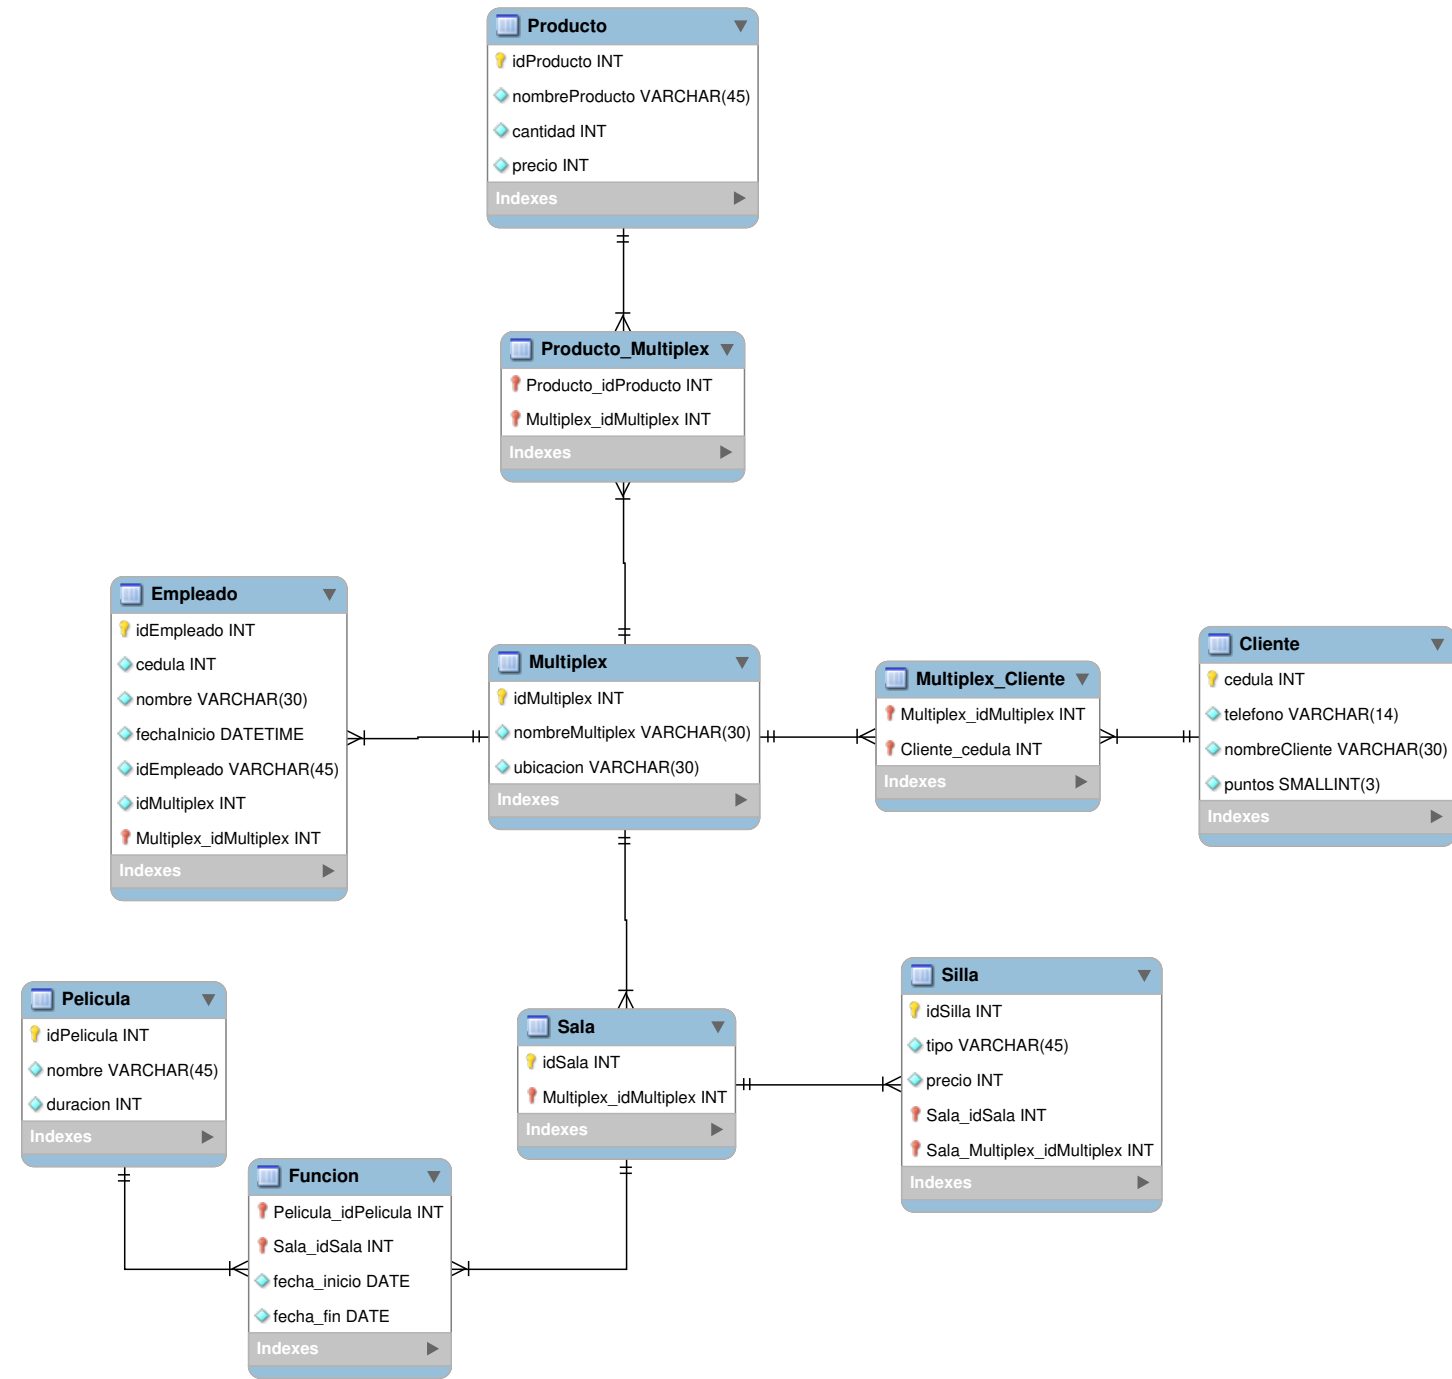 Producto
idProducto INT
nombreProducto VARCHAR(45)
cantidad INT
precio INT
Indexes
Producto_Multiplex
Producto_idProducto INT
Multiplex_idMultiplex INT
Indexes
Empleado
idEmpleado INT
cedula INT
nombre VARCHAR(30)
fechaInicio DATETIME
idEmpleado VARCHAR(45)
idMultiplex INT
Multiplex_idMultiplex INT
Indexes
Multiplex
idMultiplex INT
nombreMultiplex VARCHAR(30)
ubicacion VARCHAR(30)
Indexes
Multiplex_Cliente
Multiplex_idMultiplex INT
Cliente_cedula INT
Indexes
Cliente
cedula INT
telefono VARCHAR(14)
nombreCliente VARCHAR(30)
puntos SMALLINT(3)
Indexes
Pelicula
idPelicula INT
nombre VARCHAR(45)
duracion INT
Indexes
Funcion
Pelicula_idPelicula INT
Sala_idSala INT
fecha_inicio DATE
fecha_fin DATE
Indexes
Sala
idSala INT
Multiplex_idMultiplex INT
Indexes
Silla
idSilla INT
tipo VARCHAR(45)
precio INT
Sala_idSala INT
Sala_Multiplex_idMultiplex INT
Indexes